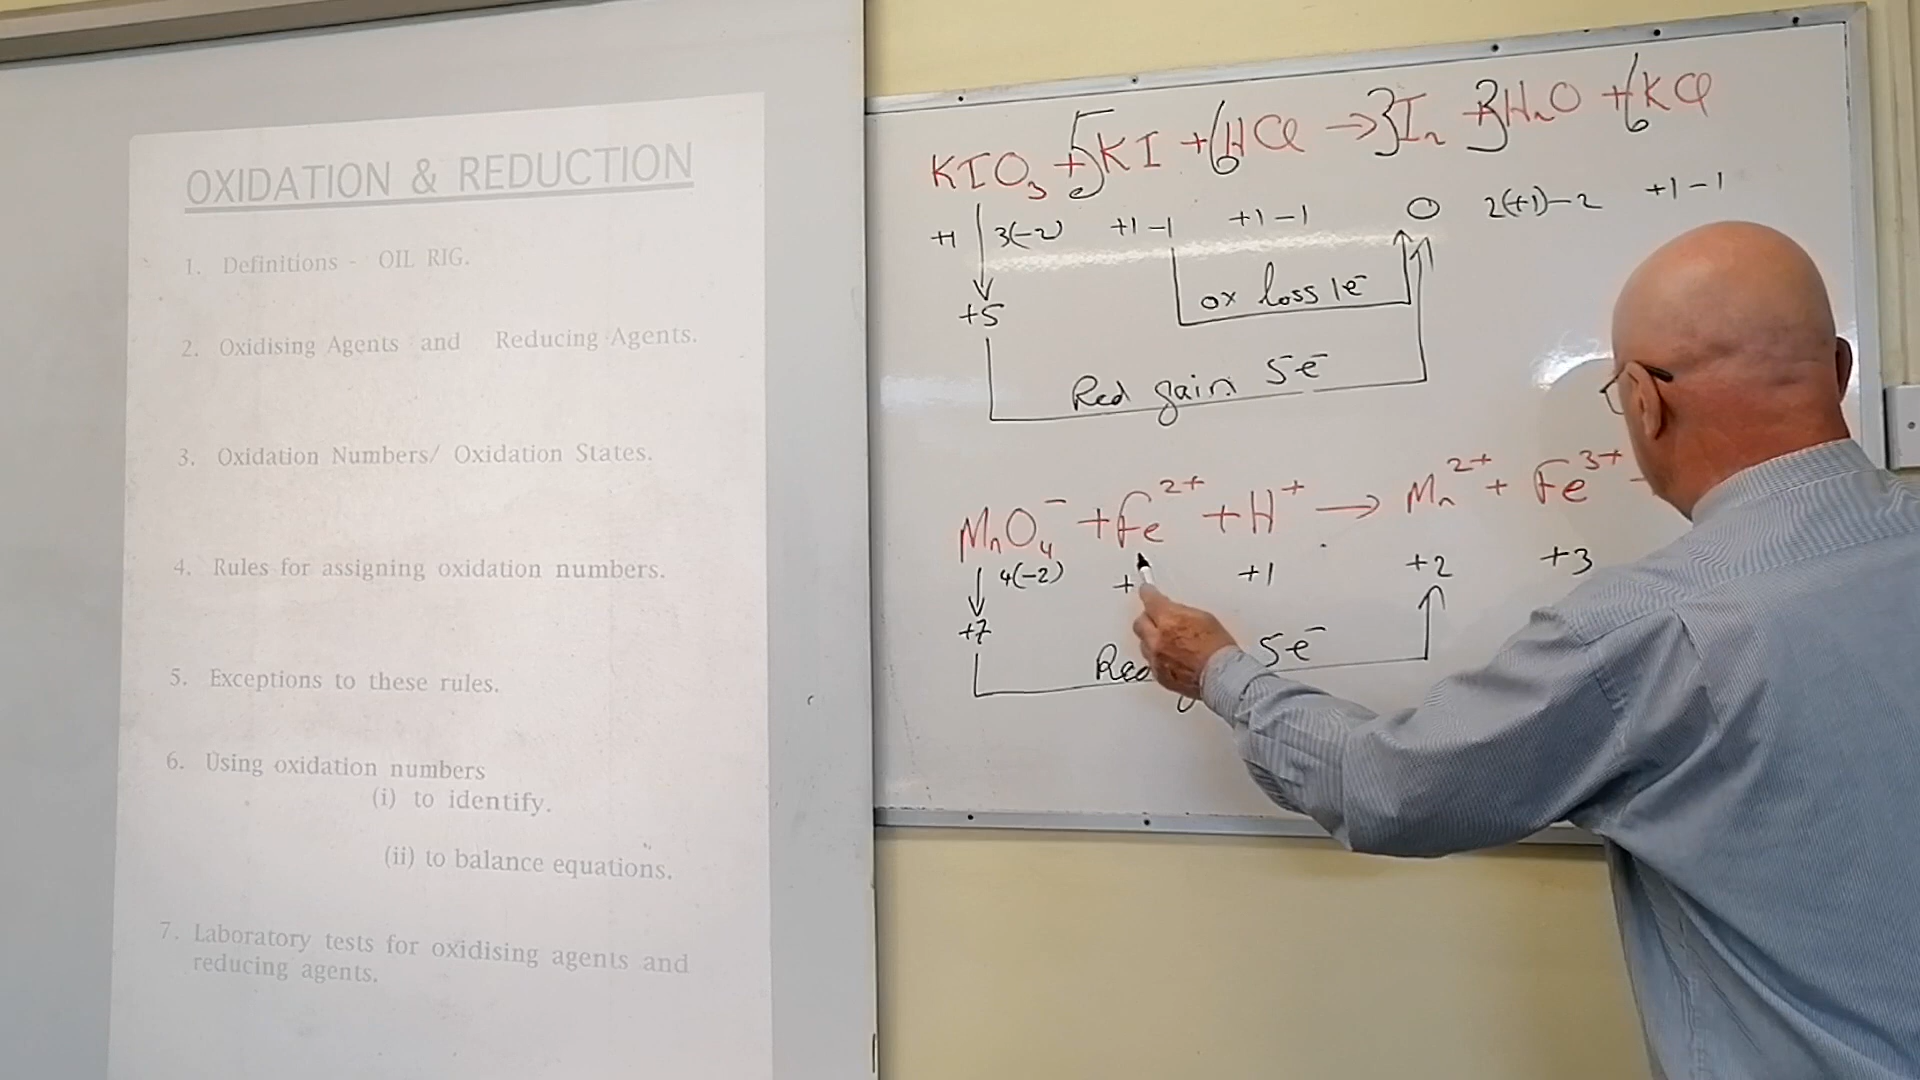 OXIDATION & REDUCTION
1. Definitions - OIL RIG.
2. Oxidising Agents and Reducing Agents.
3. Oxidation Numbers/ Oxidation States.
4. Rules for assigning oxidation numbers.
5. Exceptions to these rules.
6. Using oxidation numbers
(i) to identify.
(ii) to balance equations.
7. Laboratory tests for oxidising agents and
reducing agents.
KIO₃ + 5KI + 6HCl → 3I₂ + 3H₂O + 6KCl
+1 3(-2) +1 -1 +1 -1 0 2(+1) -2 +1 -1
+5
ox loss 1e⁻
Red gain 5e⁻
MnO₄⁻ + Fe²⁺ + H⁺ → Mn²⁺ + Fe³⁺
4(-2) + +1 +2 +3
+7
5e⁻